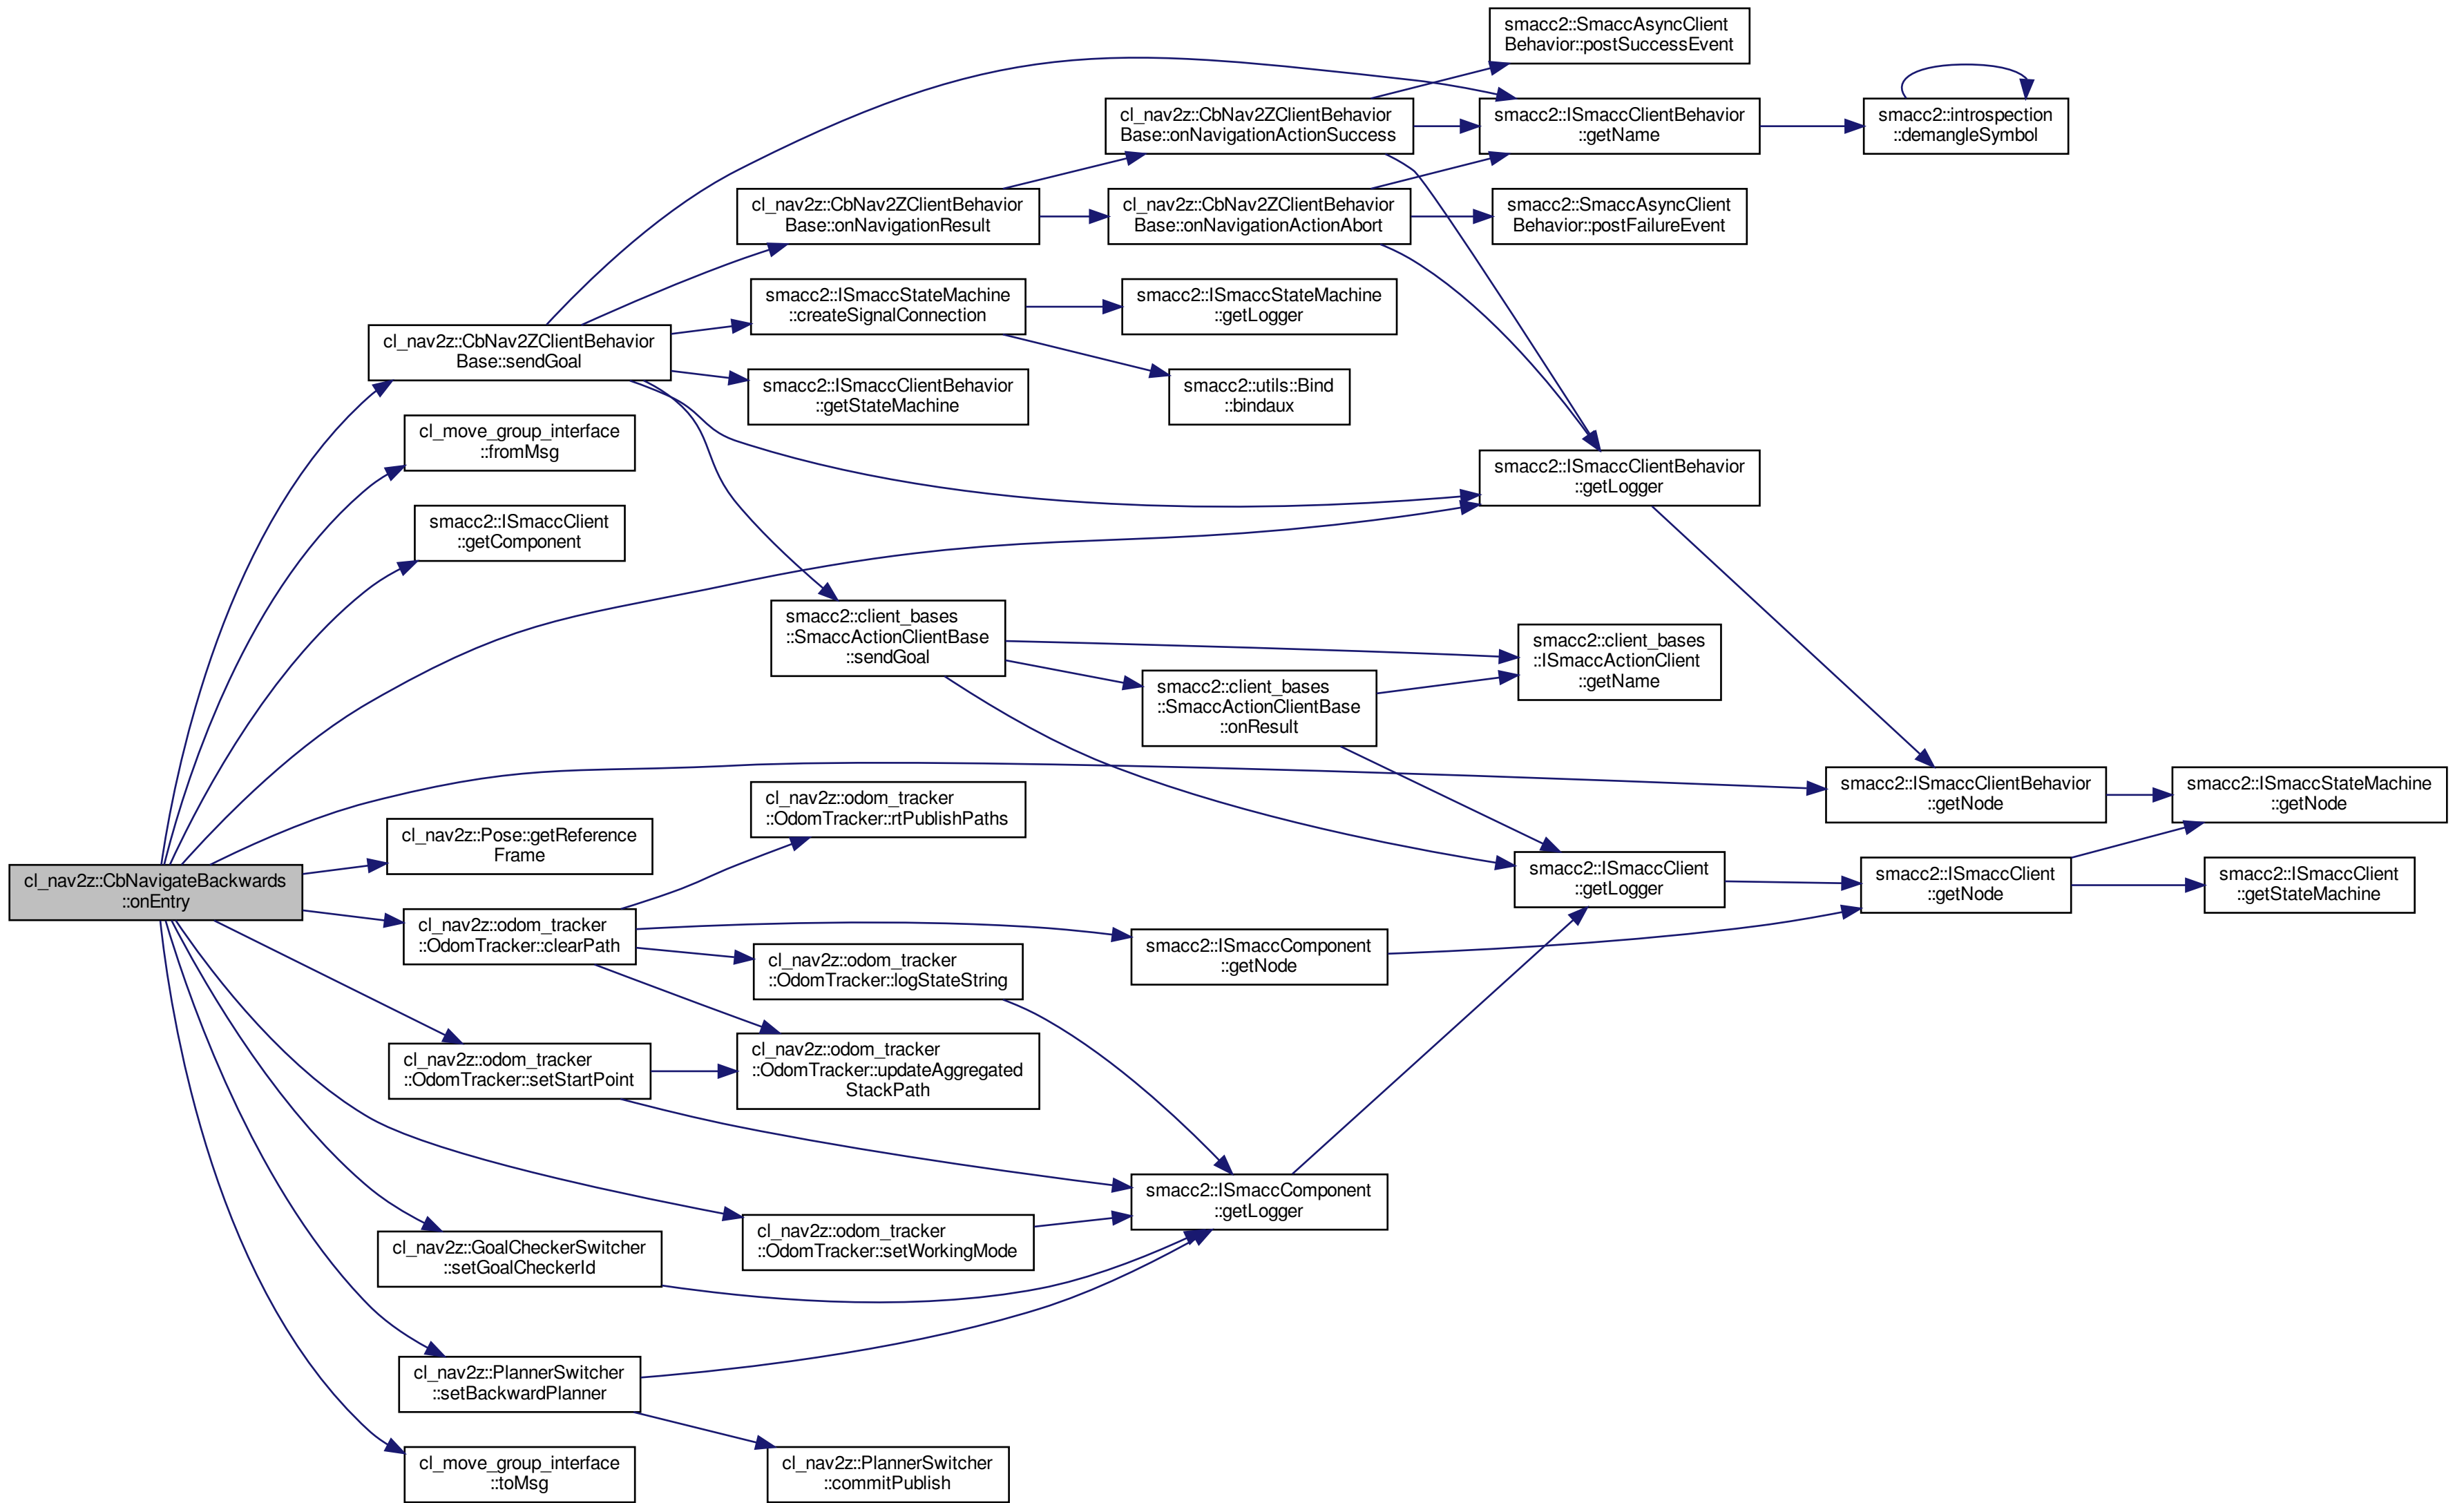 smacc2::SmaccAsyncClient
Behavior::postSuccessEvent
cl_nav2z::CbNav2ZClientBehavior
Base::onNavigationActionSuccess
smacc2::ISmaccClientBehavior
::getName
smacc2::introspection
::demangleSymbol
cl_nav2z::CbNav2ZClientBehavior
Base::onNavigationResult
cl_nav2z::CbNav2ZClientBehavior
Base::onNavigationActionAbort
smacc2::SmaccAsyncClient
Behavior::postFailureEvent
smacc2::ISmaccStateMachine
::createSignalConnection
smacc2::ISmaccStateMachine
::getLogger
cl_nav2z::CbNav2ZClientBehavior
Base::sendGoal
smacc2::ISmaccClientBehavior
::getStateMachine
smacc2::utils::Bind
::bindaux
cl_move_group_interface
::fromMsg
smacc2::ISmaccClientBehavior
::getLogger
smacc2::ISmaccClient
::getComponent
smacc2::client_bases
::SmaccActionClientBase
::sendGoal
smacc2::client_bases
::ISmaccActionClient
::getName
smacc2::client_bases
::SmaccActionClientBase
::onResult
smacc2::ISmaccClientBehavior
::getNode
smacc2::ISmaccStateMachine
::getNode
cl_nav2z::odom_tracker
::OdomTracker::rtPublishPaths
cl_nav2z::Pose::getReference
Frame
cl_nav2z::CbNavigateBackwards
::onEntry
smacc2::ISmaccClient
::getLogger
smacc2::ISmaccClient
::getNode
smacc2::ISmaccClient
::getStateMachine
cl_nav2z::odom_tracker
::OdomTracker::clearPath
smacc2::ISmaccComponent
::getNode
cl_nav2z::odom_tracker
::OdomTracker::logStateString
cl_nav2z::odom_tracker
::OdomTracker::setStartPoint
cl_nav2z::odom_tracker
::OdomTracker::updateAggregated
StackPath
smacc2::ISmaccComponent
::getLogger
cl_nav2z::odom_tracker
::OdomTracker::setWorkingMode
cl_nav2z::GoalCheckerSwitcher
::setGoalCheckerId
cl_nav2z::PlannerSwitcher
::setBackwardPlanner
cl_move_group_interface
::toMsg
cl_nav2z::PlannerSwitcher
::commitPublish